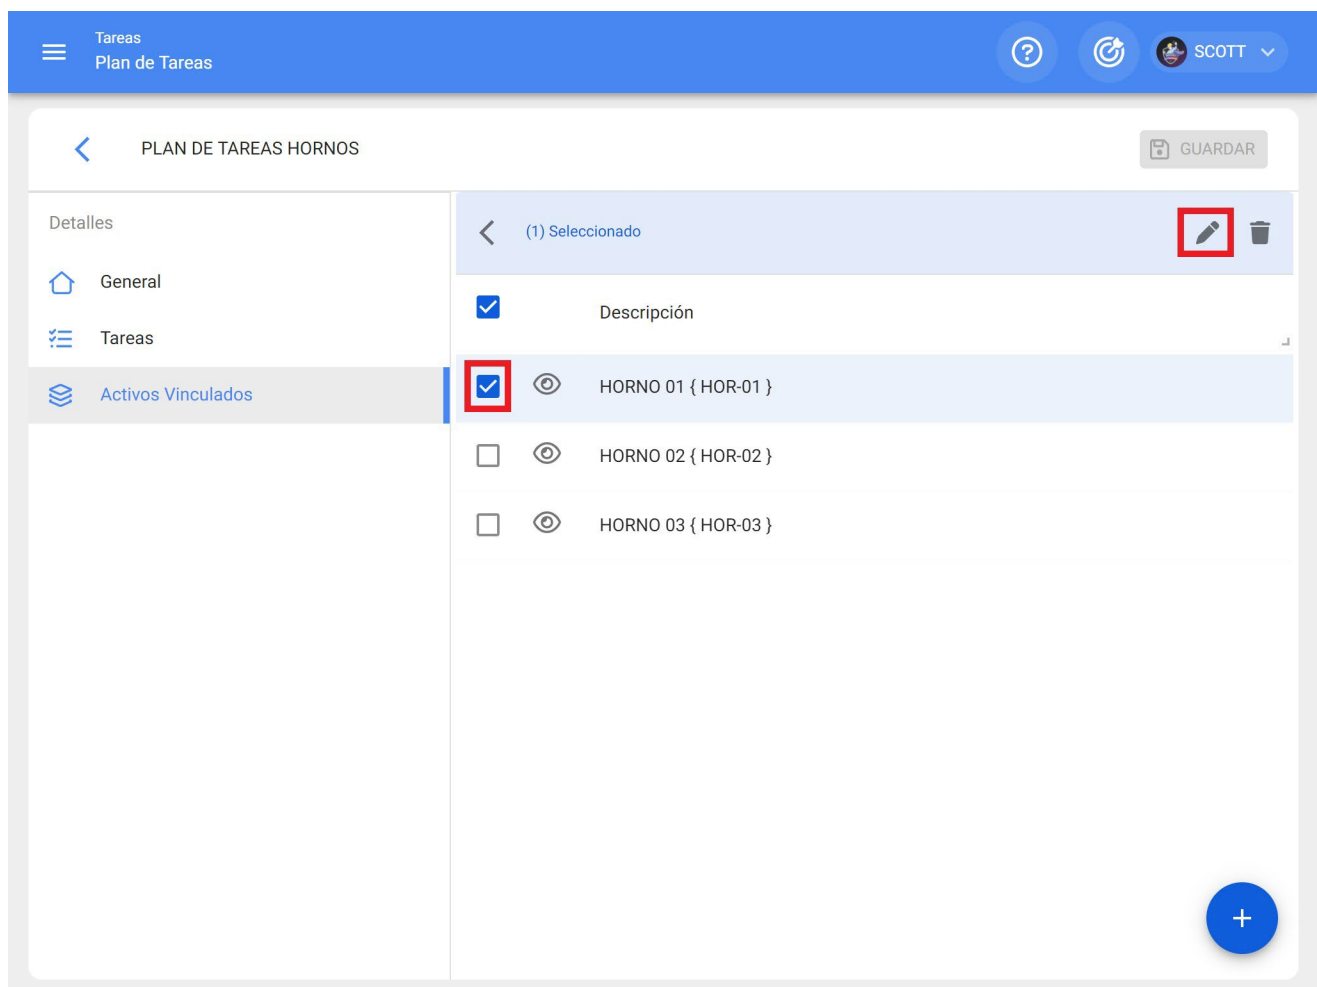 Tareas
Plan de Tareas
SCOTT
PLAN DE TAREAS HORNOS
GUARDAR
Detalles
General
Tareas
Activos Vinculados
(1) Seleccionado
Descripción
HORNO 01 { HOR-01 }
HORNO 02 { HOR-02 }
HORNO 03 { HOR-03 }